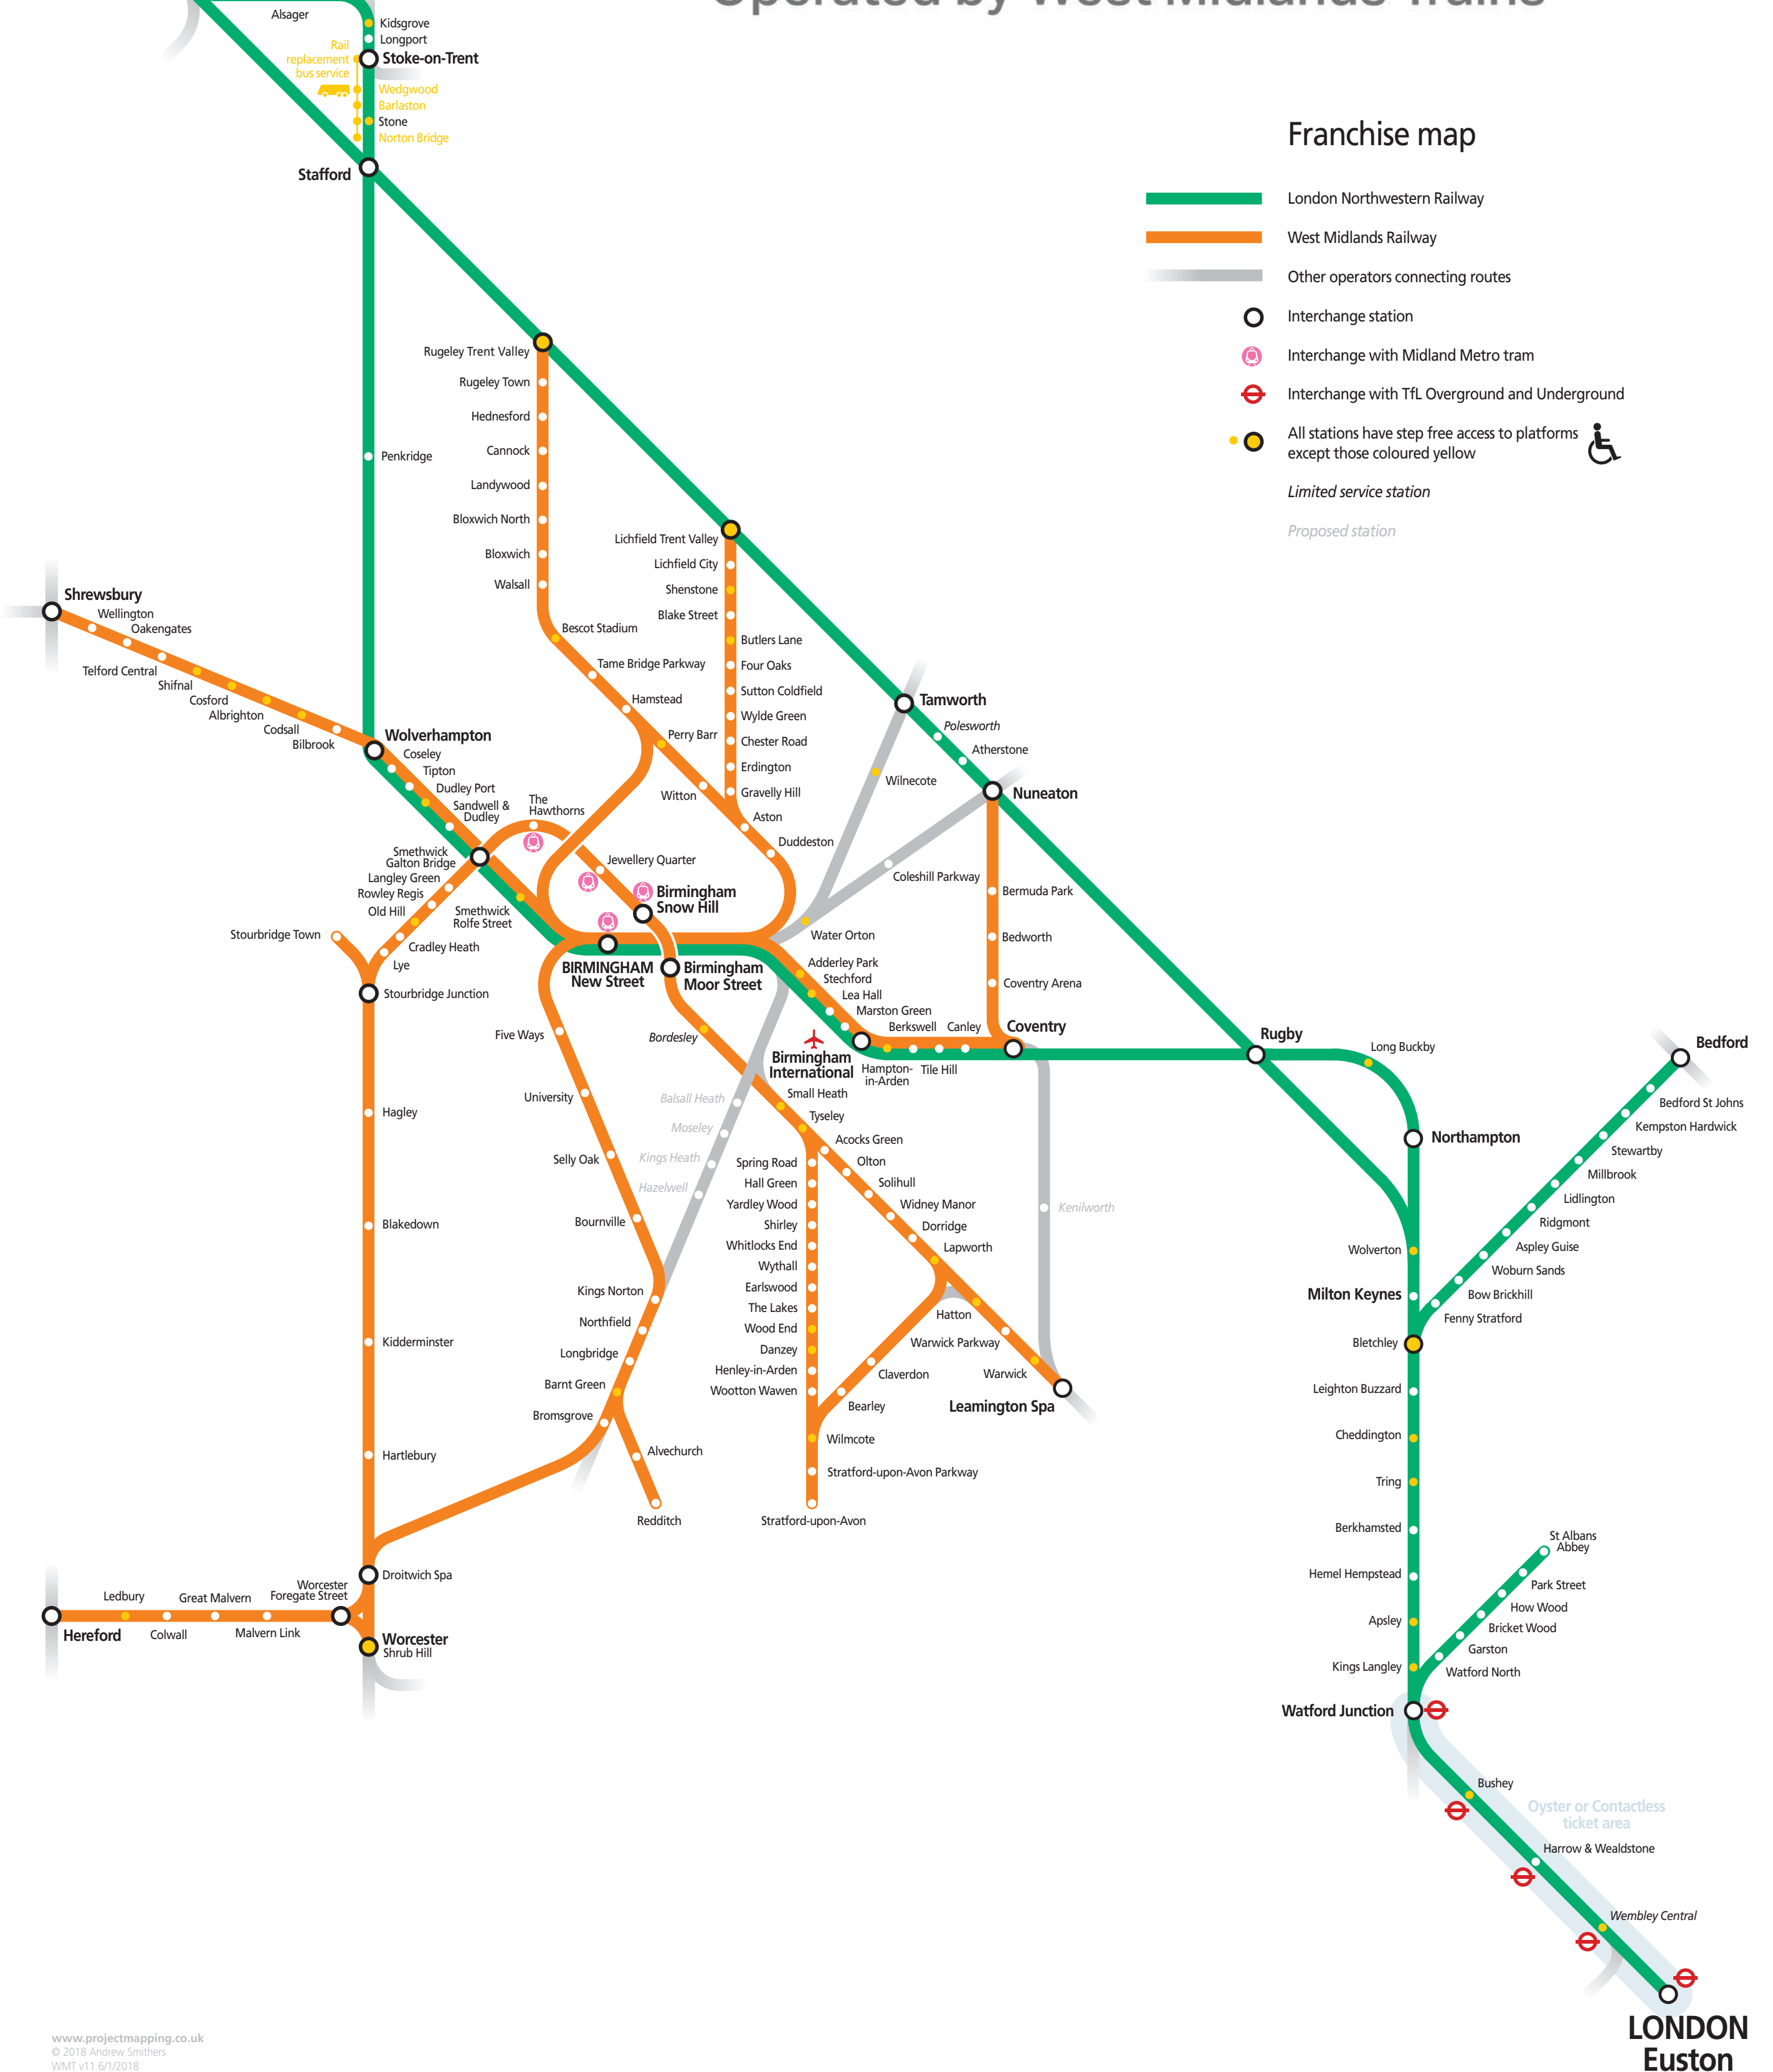 Operated by West Midlands Trains
Alsager
Kidsgrove
Longport
Stoke-on-Trent
Rail
replacement
bus service
Wedgwood
Barlaston
Stone
Norton Bridge
Stafford
Franchise map
London Northwestern Railway
West Midlands Railway
Other operators connecting routes
Interchange station
Interchange with Midland Metro tram
Interchange with TfL Overground and Underground
All stations have step free access to platforms
except those coloured yellow
Limited service station
Proposed station
Penkridge
Rugeley Trent Valley
Rugeley Town
Hednesford
Cannock
Landywood
Bloxwich North
Bloxwich
Walsall
Bescot Stadium
Tame Bridge Parkway
Hamstead
Perry Barr
Witton
Lichfield Trent Valley
Lichfield City
Shenstone
Blake Street
Butlers Lane
Four Oaks
Sutton Coldfield
Wylde Green
Chester Road
Erdington
Gravelly Hill
Aston
Duddeston
Shrewsbury
Wellington
Oakengates
Telford Central
Shifnal
Cosford
Albrighton
Codsall
Bilbrook
Wolverhampton
Coseley
Tipton
Dudley Port
Sandwell &
Dudley
The
Hawthorns
Smethwick
Galton Bridge
Langley Green
Rowley Regis
Old Hill
Cradley Heath
Lye
Stourbridge Town
Stourbridge Junction
Smethwick
Rolfe Street
Jewellery Quarter
Birmingham
Snow Hill
BIRMINGHAM
New Street
Birmingham
Moor Street
Tamworth
Polesworth
Atherstone
Wilnecote
Nuneaton
Coleshill Parkway
Water Orton
Bermuda Park
Bedworth
Coventry Arena
Coventry
Adderley Park
Stechford
Lea Hall
Marston Green
Birmingham
International
Hampton-
in-Arden
Berkswell
Tile Hill
Canley
Rugby
Long Buckby
Northampton
Bedford
Bedford St Johns
Kempston Hardwick
Stewartby
Millbrook
Lidlington
Ridgmont
Aspley Guise
Woburn Sands
Bow Brickhill
Fenny Stratford
Wolverton
Milton Keynes
Bletchley
Leighton Buzzard
Cheddington
Tring
Berkhamsted
Hemel Hempstead
Apsley
Kings Langley
St Albans
Abbey
Park Street
How Wood
Bricket Wood
Garston
Watford North
Watford Junction
Bushey
Oyster or Contactless
ticket area
Harrow & Wealdstone
Wembley Central
LONDON
Euston
Five Ways
University
Selly Oak
Bournville
Kings Norton
Northfield
Longbridge
Barnt Green
Bromsgrove
Alvechurch
Redditch
Balsall Heath
Moseley
Kings Heath
Hazelwell
Bordesley
Small Heath
Tyseley
Acocks Green
Olton
Solihull
Widney Manor
Dorridge
Lapworth
Hatton
Warwick Parkway
Warwick
Leamington Spa
Kenilworth
Spring Road
Hall Green
Yardley Wood
Shirley
Whitlocks End
Wythall
Earlswood
The Lakes
Wood End
Danzey
Henley-in-Arden
Wootton Wawen
Claverdon
Bearley
Wilmcote
Stratford-upon-Avon Parkway
Stratford-upon-Avon
Hagley
Blakedown
Kidderminster
Hartlebury
Droitwich Spa
Worcester
Foregate Street
Worcester
Shrub Hill
Malvern Link
Great Malvern
Colwall
Ledbury
Hereford
www.projectmapping.co.uk
© 2018 Andrew Smithers
WMT v11 6/1/2018